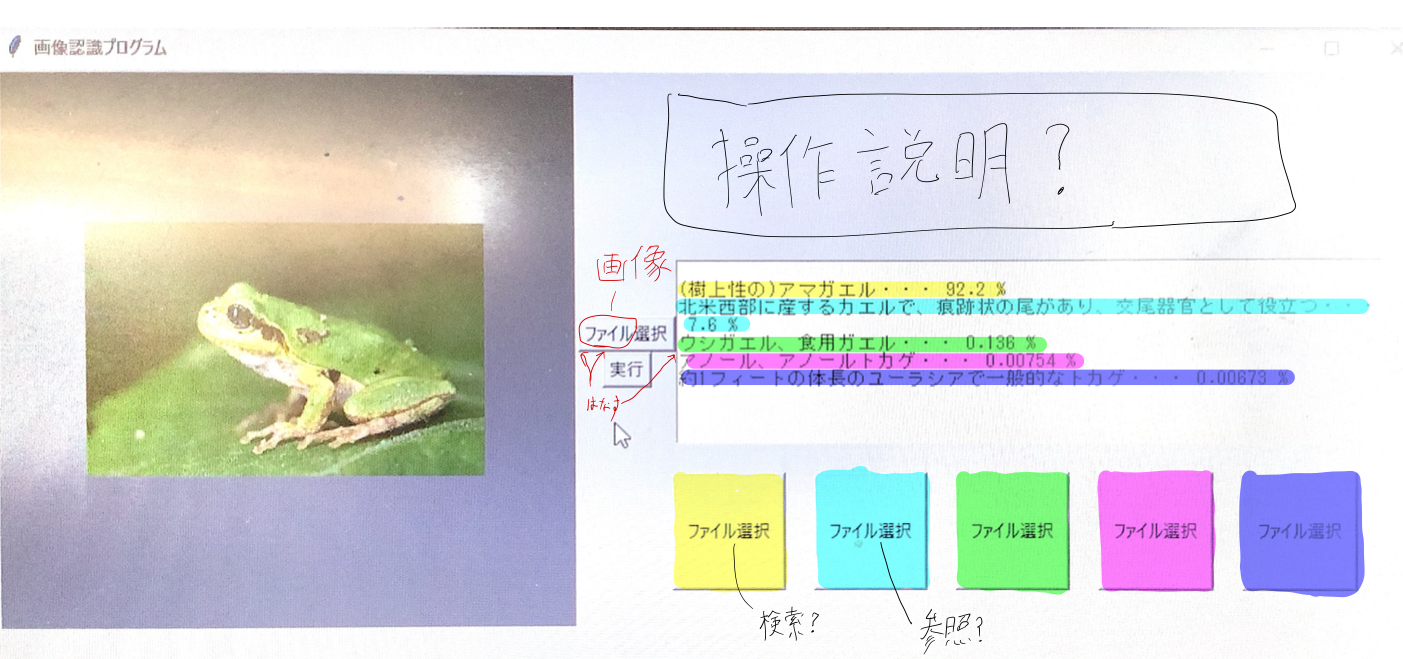 画像認識プログラム
操作説明?
画像
ファイル選択
実行
はなす
(樹上性の)アマガエル・・・ 92.2 %
北米西部に産するカエルで、痕跡状の尾があり、交尾器官として役立つ・・・
7.6 %
ウシガエル、食用ガエル・・・ 0.136 %
アノール、アノールトカゲ・・・ 0.00754 %
約1フィートの体長のユーラシアで一般的なトカゲ・・・ 0.00673 %
ファイル選択 ファイル選択 ファイル選択 ファイル選択 ファイル選択
検索? 参照?